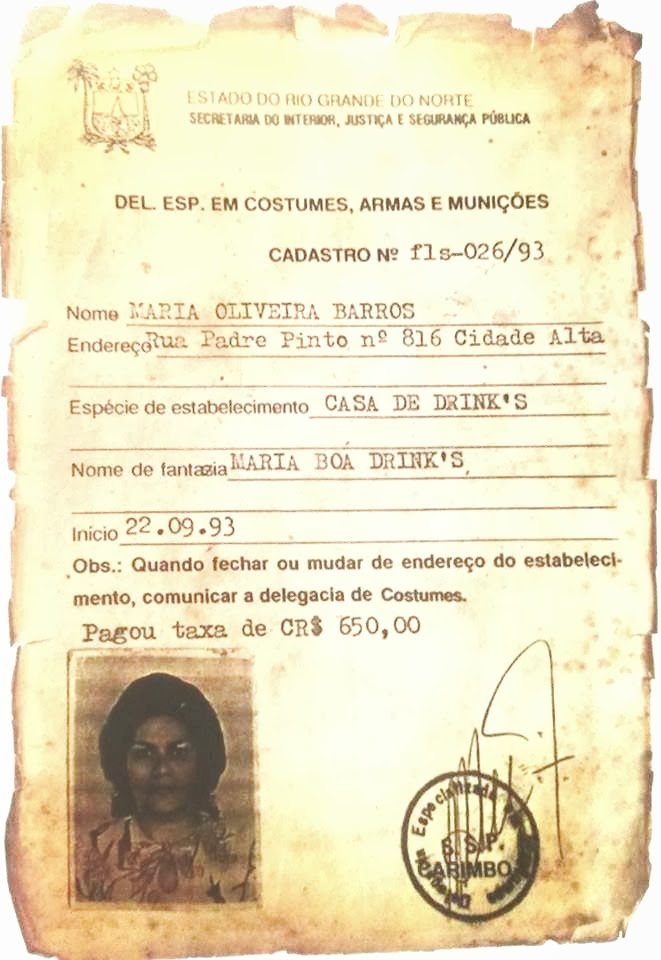 ESTADO DO RIO GRANDE DO NORTE
SECRETARIA DO INTERIOR, JUSTIÇA E SEGURANÇA PÚBLICA
DEL. ESP. EM COSTUMES, ARMAS E MUNIÇÕES
CADASTRO Nº fls-026/93
Nome MARIA OLIVEIRA BARROS
Endereço Rua Padre Pinto nº 816 Cidade Alta
Espécie de estabelecimento CASA DE DRINK'S
Nome de fantazia MARIA BOA DRINK'S
Início 22.09.93
Obs.: Quando fechar ou mudar de endereço do estabeleci-
mento, comunicar a delegacia de Costumes.
Pagou taxa de CR$ 650,00
Especializada
S.S.P.
CARIMBO